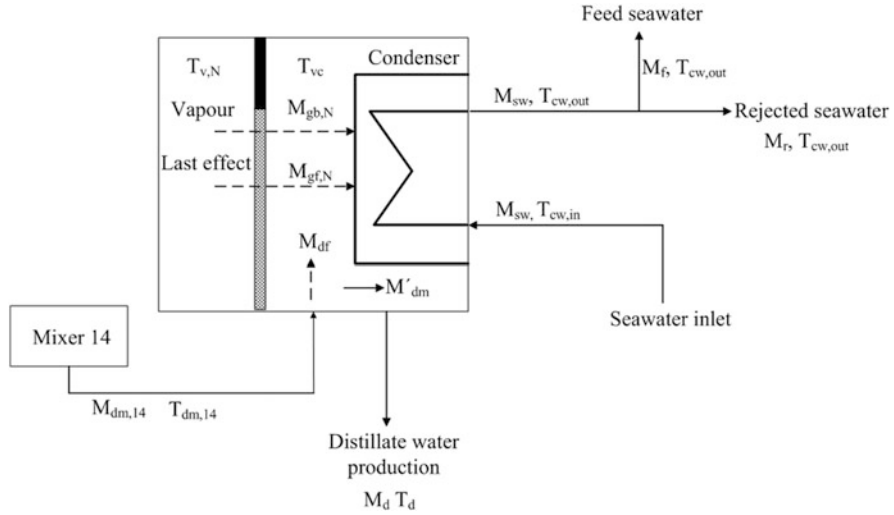 Feed seawater
T_v,N
T_vc
Condenser
M_f, T_cw,out
M_sw, T_cw,out
Vapour
M_gb,N
Rejected seawater
M_r, T_cw,out
Last effect
M_gf,N
M_sw, T_cw,in
M_df
M´_dm
Seawater inlet
Mixer 14
M_dm,14 T_dm,14
Distillate water
production
M_d T_d